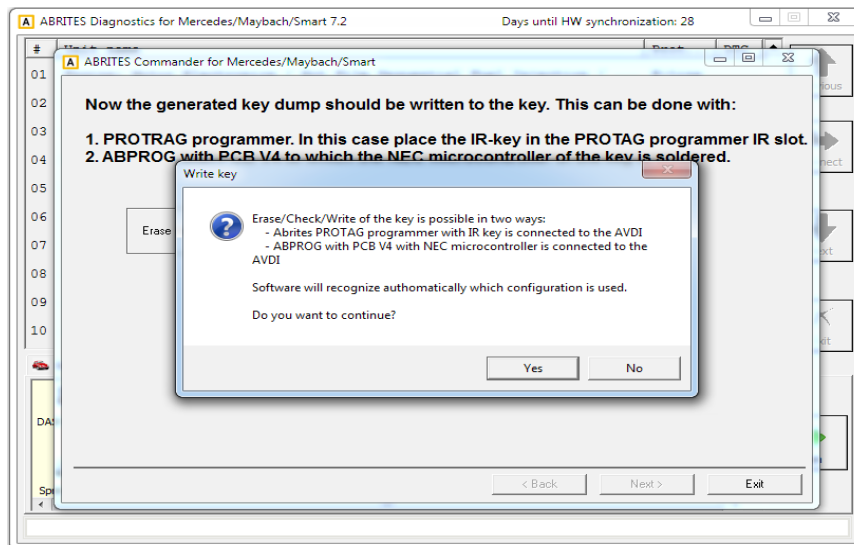 ABRITES Diagnostics for Mercedes/Maybach/Smart 7.2 Days until HW synchronization: 28
#
ABRITES Commander for Mercedes/Maybach/Smart
01
02
03
04
05
06
07
08
09
10
Now the generated key dump should be written to the key. This can be done with:
1. PROTRAG programmer. In this case place the IR-key in the PROTAG programmer IR slot.
2. ABPROG with PCB V4 to which the NEC microcontroller of the key is soldered.
Write key
Erase
Erase/Check/Write of the key is possible in two ways:
- Abrites PROTAG programmer with IR key is connected to the AVDI
- ABPROG with PCB V4 with NEC microcontroller is connected to the
AVDI
Software will recognize authomatically which configuration is used.
Do you want to continue?
Yes No
< Back Next > Exit